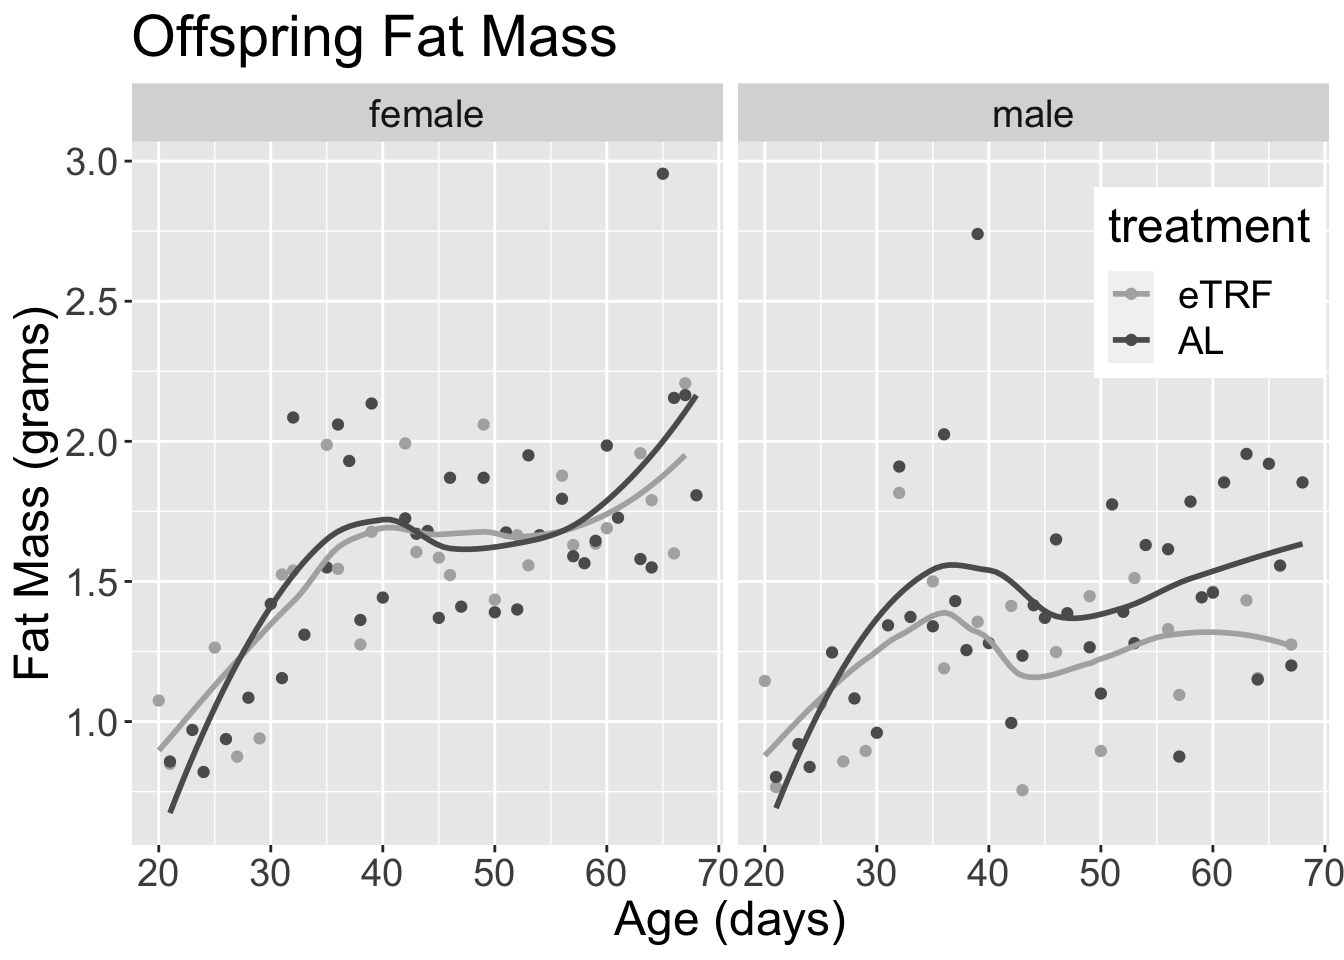 Offspring Fat Mass
female
male
3.0
2.5
2.0
1.5
1.0
Fat Mass (grams)
treatment
eTRF
AL
20 30 40 50 60 70
20 30 40 50 60 70
Age (days)